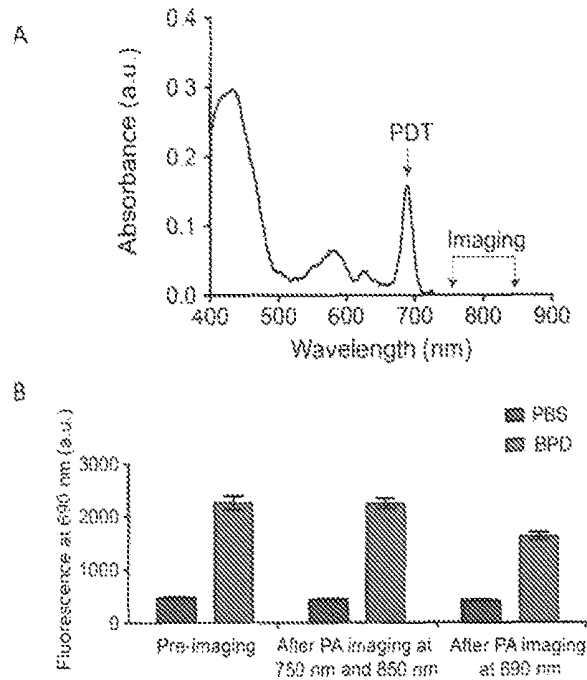 A
Absorbance (a.u.)
0.4
0.3
0.2
0.1
0.0
PDT
Imaging
400 500 600 700 800 900
Wavelength (nm)
B
Fluorescence at 690 nm (a.u.)
3000
2000
1000
0
PBS
BPD
Pre-imaging
After PA imaging at
750 nm and 850 nm
After PA imaging
at 690 nm